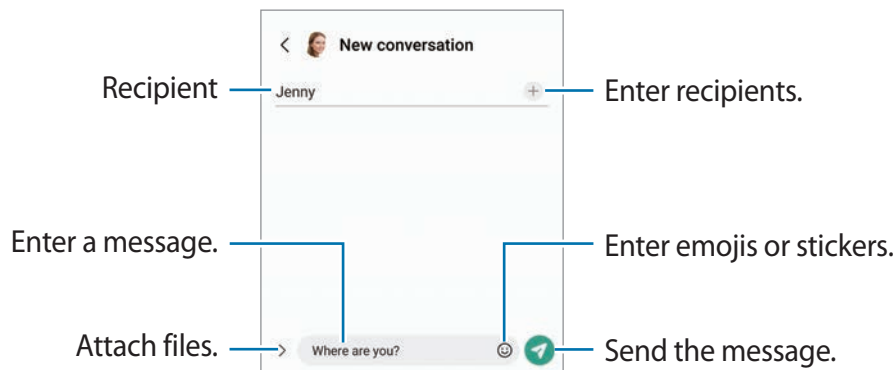 New conversation
Recipient
Jenny
Enter recipients.
Enter a message.
Enter emojis or stickers.
Attach files.
Where are you?
Send the message.